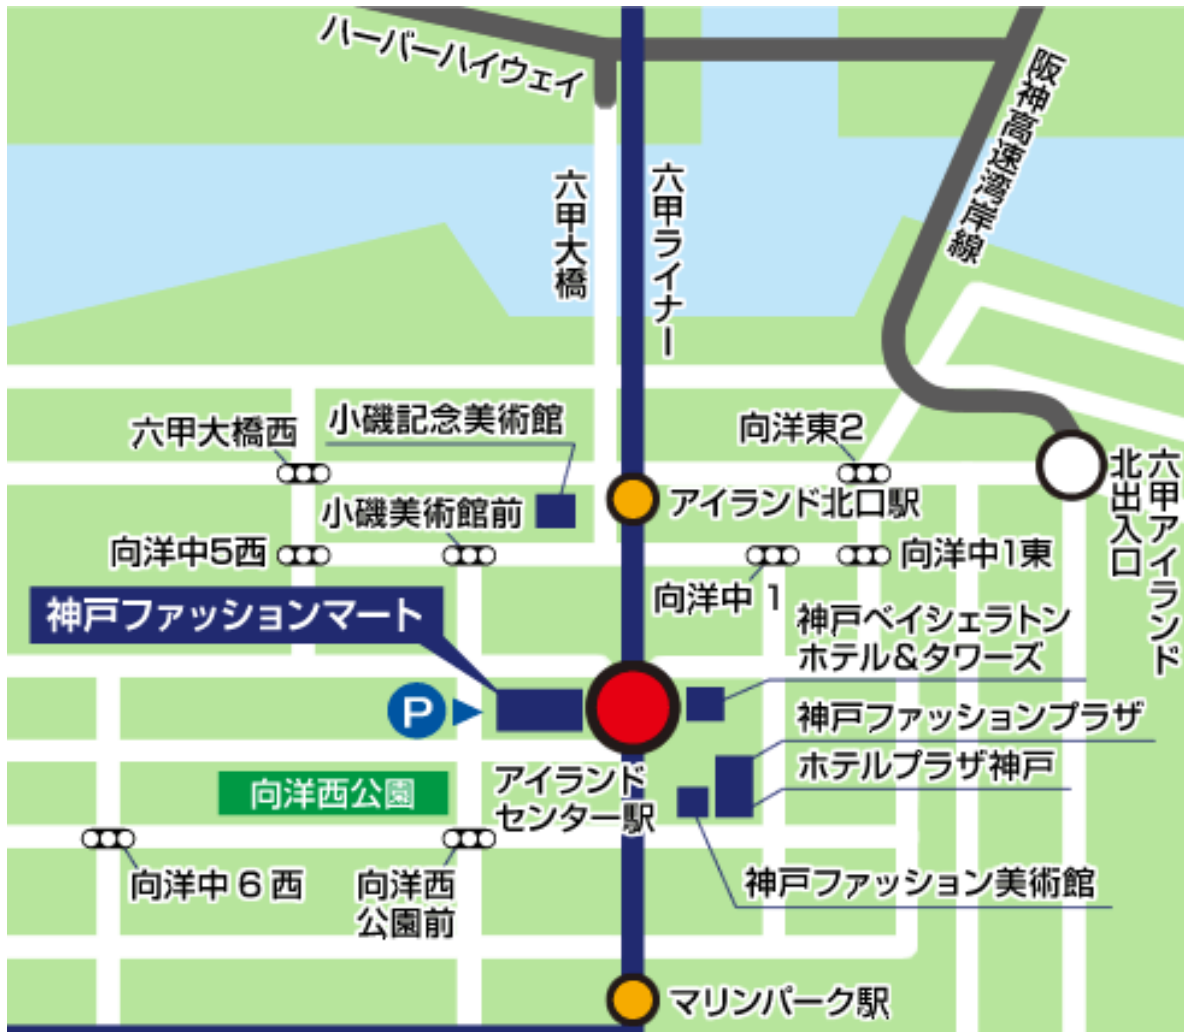 ハーバーハイウェイ
阪神高速湾岸線
六甲大橋
六甲ライナー
六甲大橋西
小磯記念美術館
向洋東2
小磯美術館前
アイランド北口駅
六甲アイランド
北出入口
向洋中5西
向洋中1東
向洋中 1
神戸ファッションマート
神戸ベイシェラトン
ホテル&タワーズ
P
神戸ファッションプラザ
ホテルプラザ神戸
アイランド
センター駅
向洋西公園
向洋中6西
向洋西
公園前
神戸ファッション美術館
マリンパーク駅